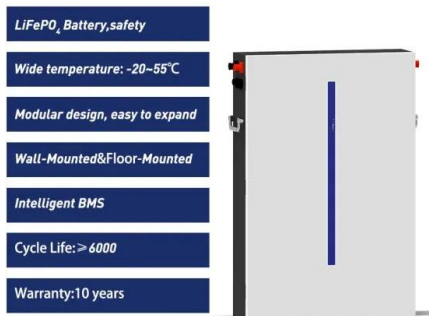 LiFePO₄ Battery,safety
Wide temperature: -20~55℃
Modular design, easy to expand
Wall-Mounted&Floor-Mounted
Intelligent BMS
Cycle Life:≥6000
Warranty:10 years